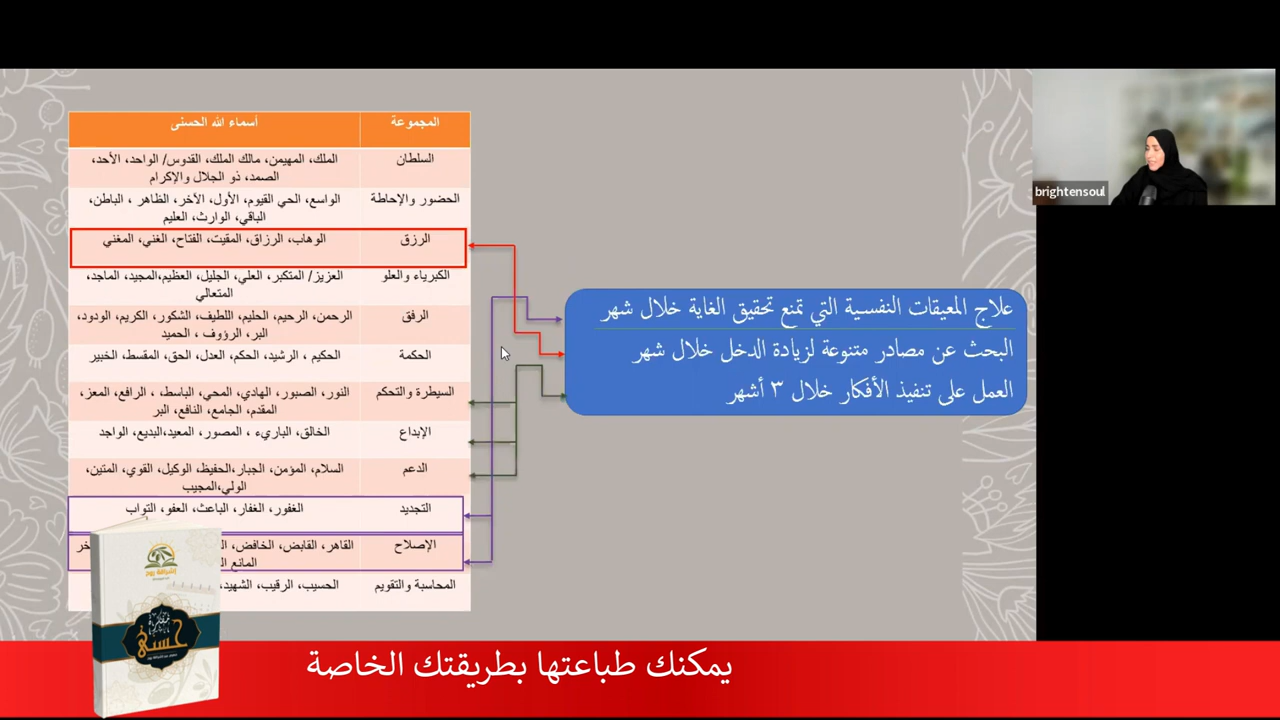 المجموعة
أسماء الله الحسنى
السلطان
الملك، المهيمن، مالك الملك، القدوس/ الواحد، الأحد،
الصمد، ذو الجلال والإكرام
الحضور والإحاطة
الواسع، الحي القيوم، الأول، الآخر، الظاهر ، الباطن،
الباقي، الوارث، العليم
الرزق
الوهاب، الرزاق، المقيت، الفتاح، الغني، المغني
الكبرياء والعلو
العزيز/ المتكبر، العلي، الجليل، العظيم،المجيد، الماجد،
المتعالي
الرفق
الرحمن، الرحيم، الحليم، اللطيف، الشكور، الكريم، الودود،
البر، الرؤوف ، الحميد
الحكمة
الحكيم ، الرشيد، الحكم، العدل، الحق، المقسط، الخبير
السيطرة والتحكم
النور، الصبور، الهادي، المحي، الباسط، ، الرافع، المعز،
المقدم، الجامع، النافع، البر
الإبداع
الخالق، الباريء ، المصور، المعيد،البديع، الواجد
الدعم
السلام، المؤمن، الجبار،الحفيظ، الوكيل، القوي، المتين،
الولي،المجيب
التجديد
الغفور، الغفار، الباعث، العفو، التواب
الإصلاح
القاهر، القابض، الخافض،
المانع
المحاسبة والتقويم
الحسيب، الرقيب، الشهيد،
علاج المعيقات النفسية التي تمنع تحقيق الغاية خلال شهر
البحث عن مصادر متنوعة لزيادة الدخل خلال شهر
العمل على تنفيذ الأفكار خلال ٣ أشهر
brightensoul
إشراقة روح
حسنى
يمكنك طباعتها بطريقتك الخاصة